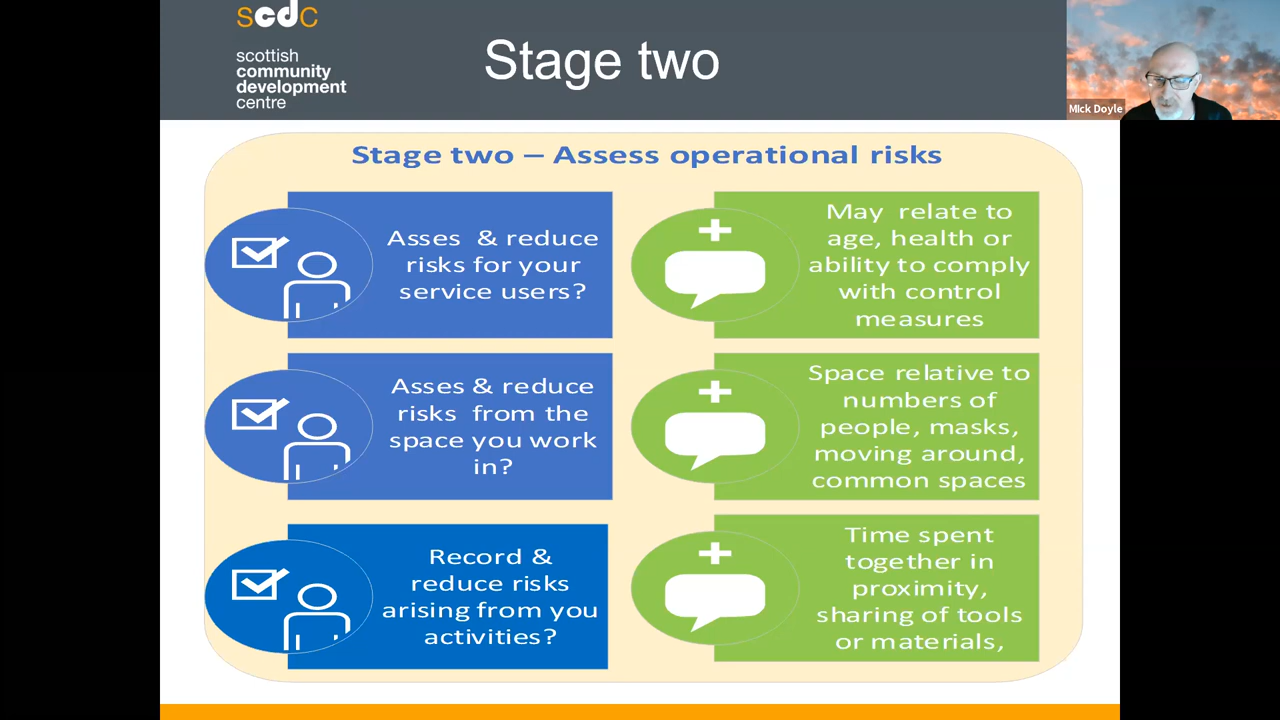 scdc
scottish
community
development
centre
Stage two
Mick Doyle
Stage two – Assess operational risks
Asses & reduce
risks for your
service users?
May relate to
age, health or
ability to comply
with control
measures
Asses & reduce
risks from the
space you work
in?
Space relative to
numbers of
people, masks,
moving around,
common spaces
Record &
reduce risks
arising from you
activities?
Time spent
together in
proximity,
sharing of tools
or materials,